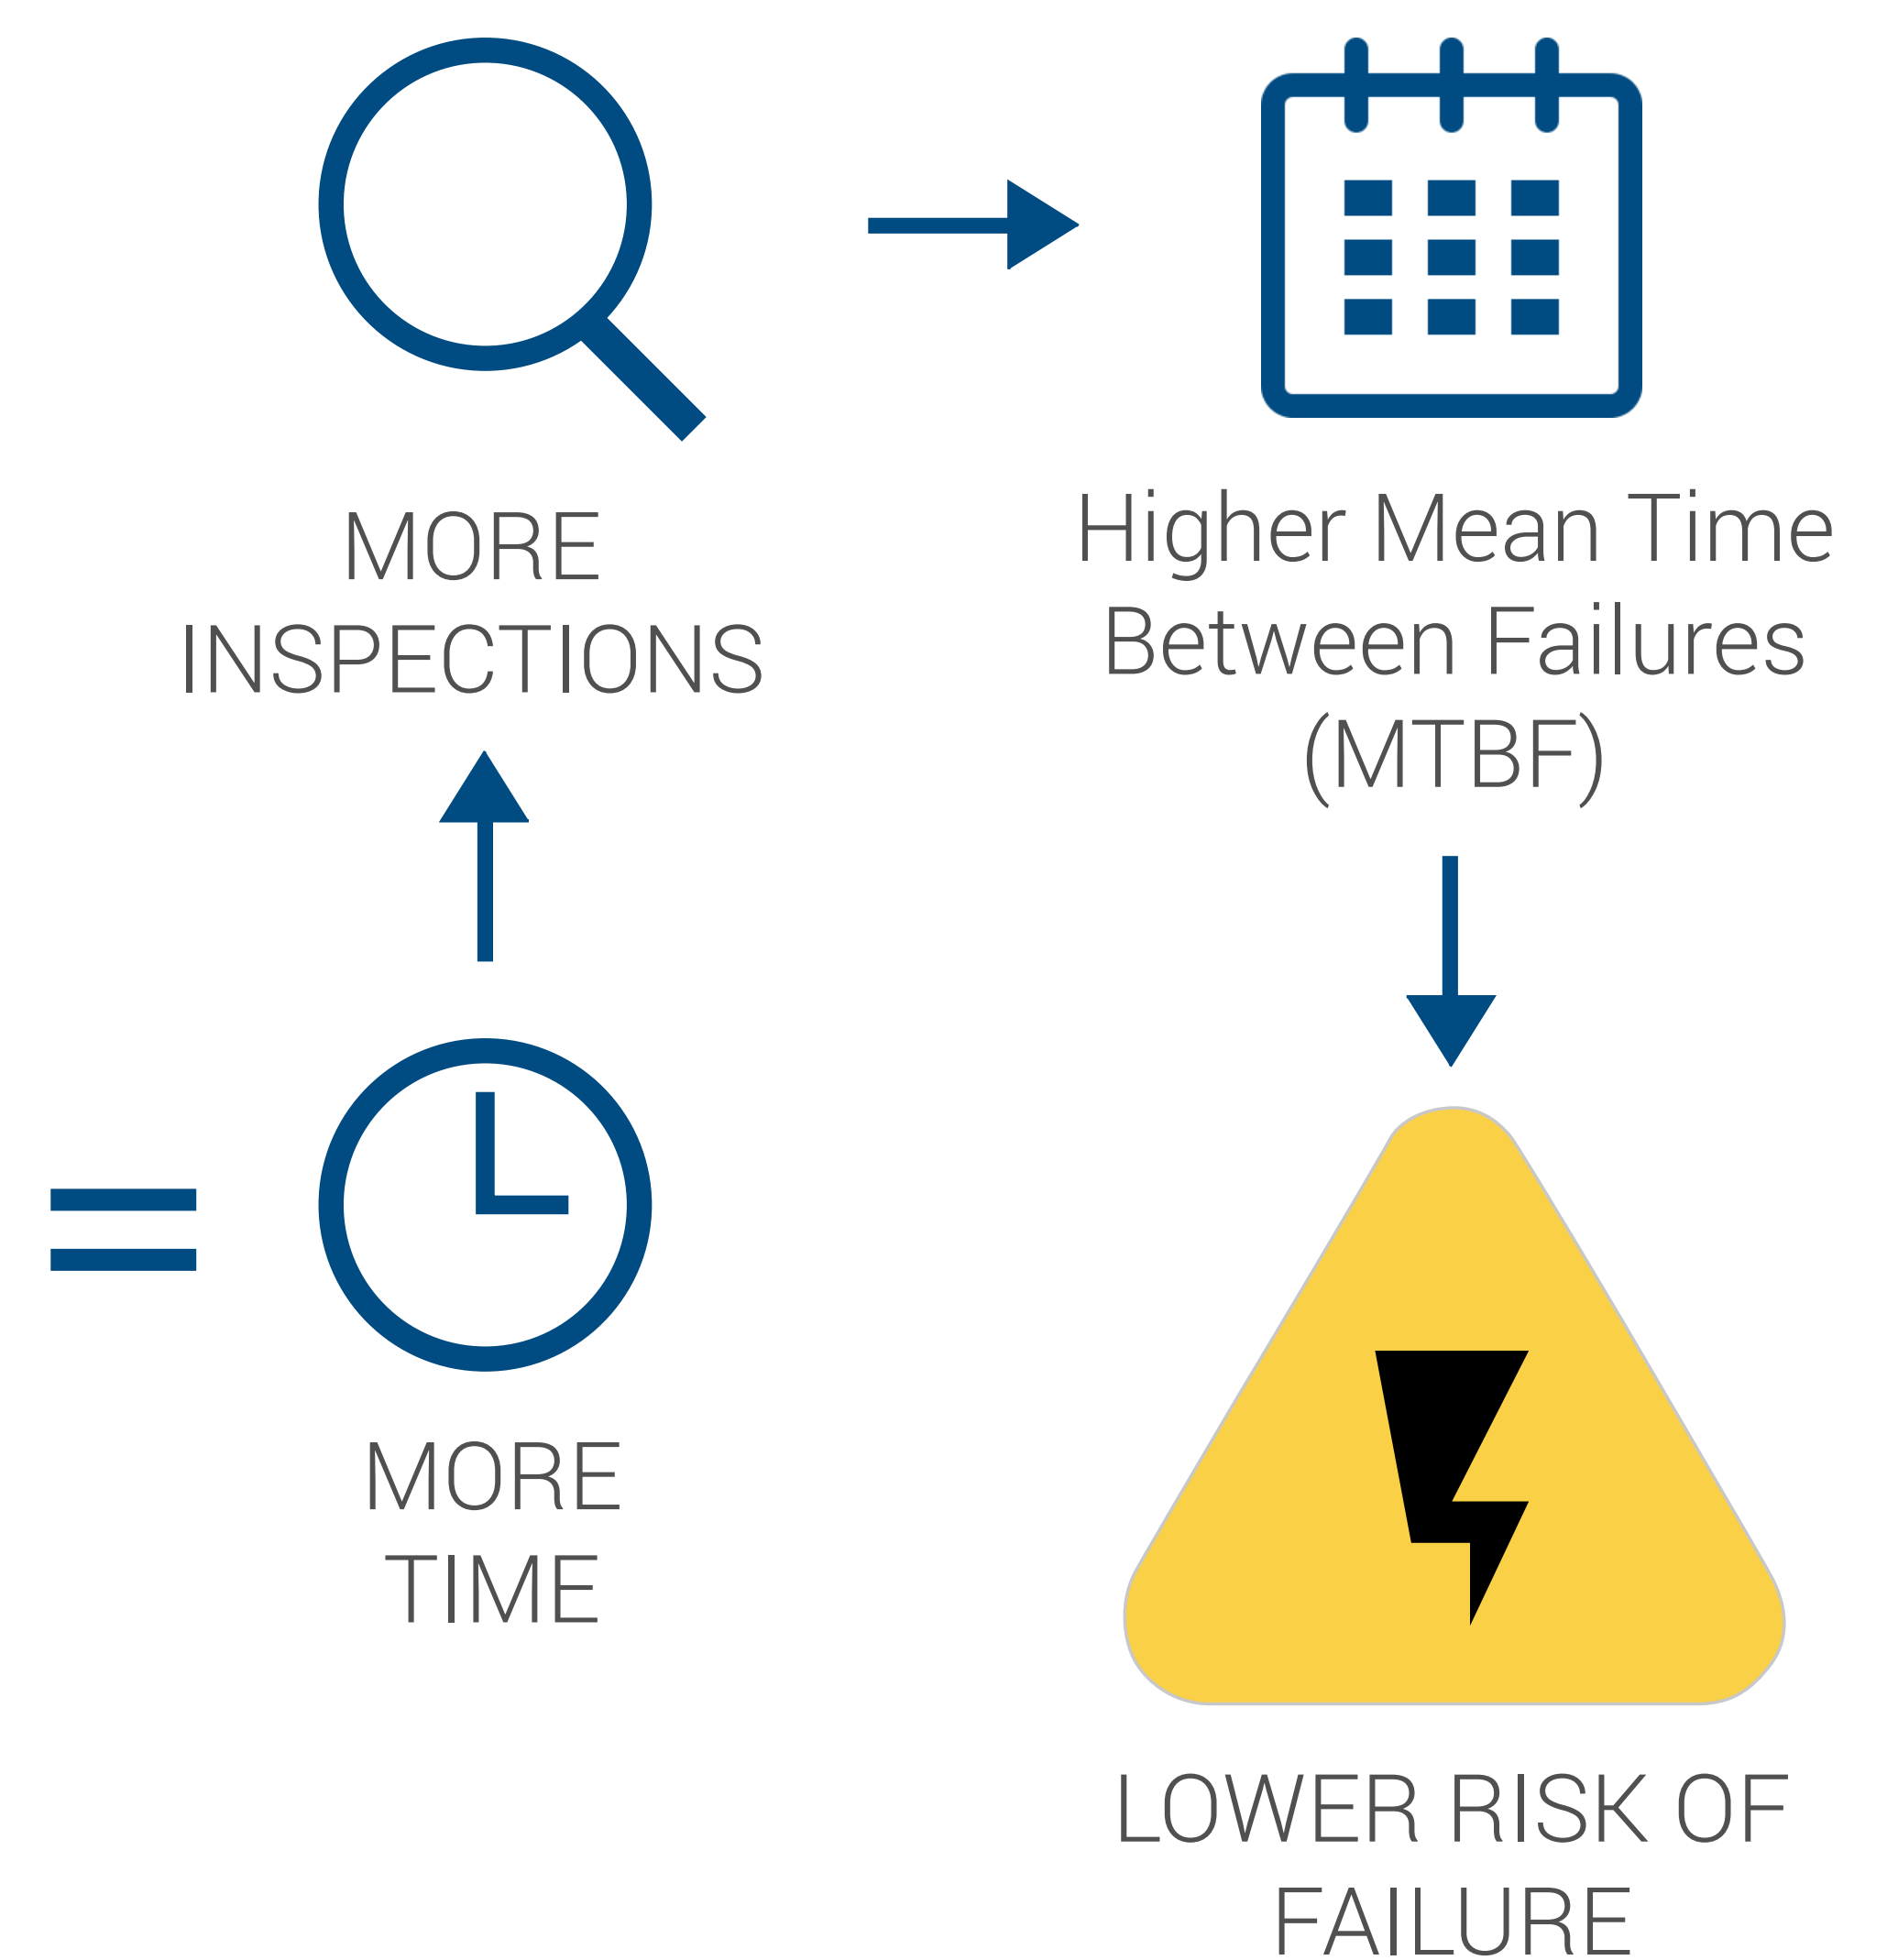 MORE
INSPECTIONS
Higher Mean Time
Between Failures
(MTBF)
=
MORE
TIME
LOWER RISK OF
FAILURE